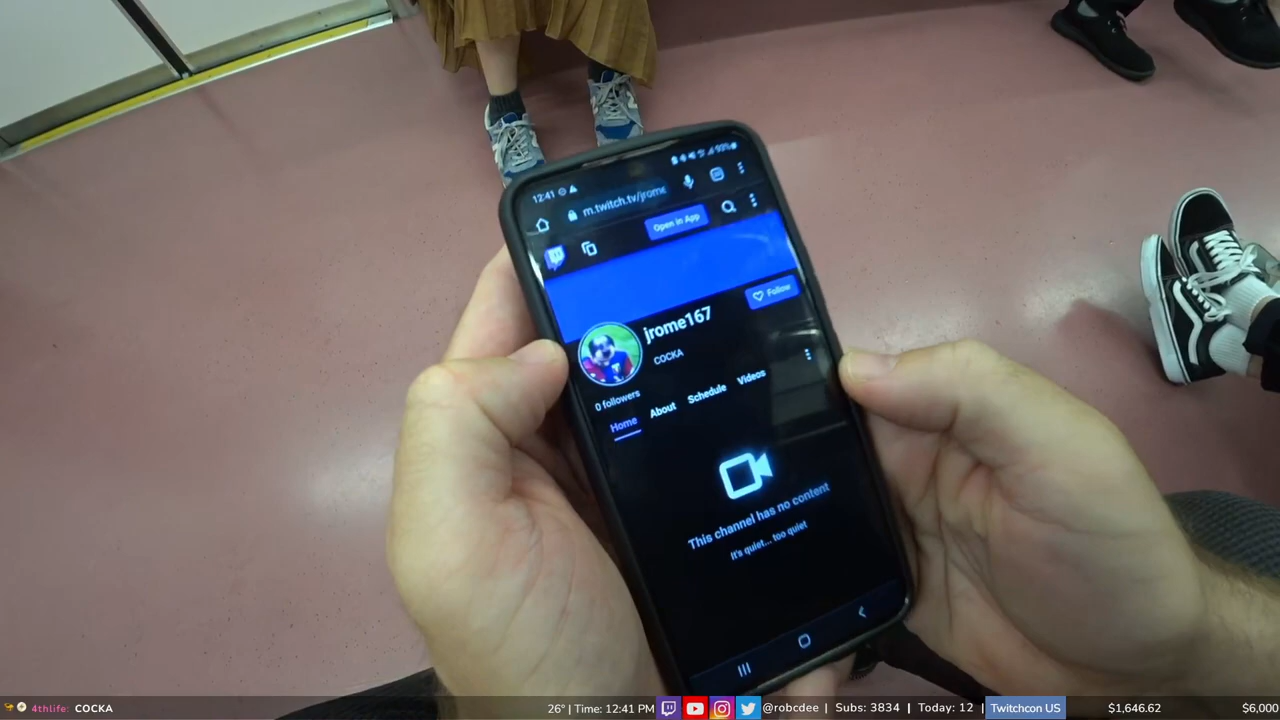 12:41
93%
m.twitch.tv/jrome
Open in App
Follow
jrome167
COCKA
0 followers
Home About Schedule Videos
This channel has no content
It's quiet... too quiet
4thlife: COCKA
26° | Time: 12:41 PM @robcdee | Subs: 3834 | Today: 12 | Twitchcon US $1,646.62 $6,000